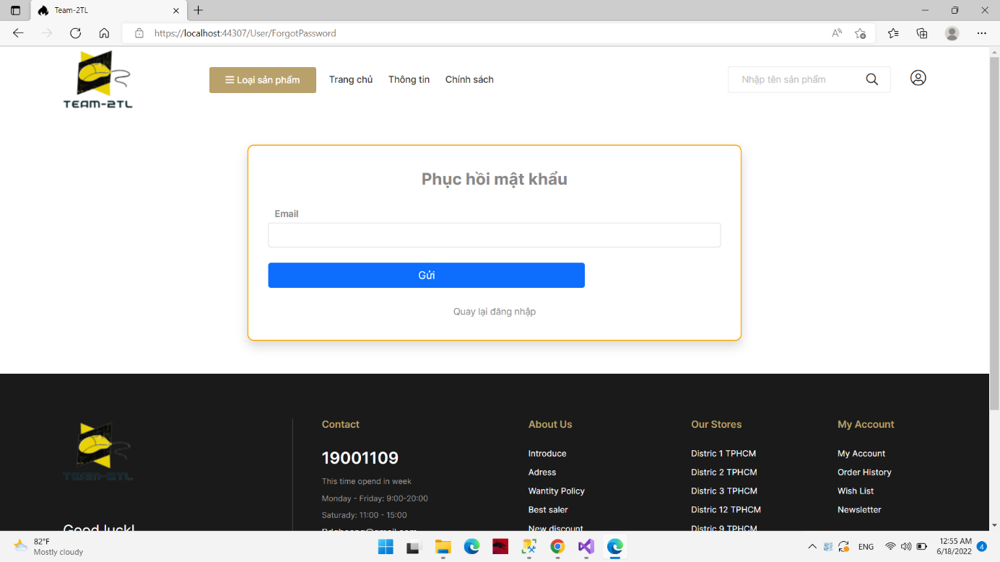 Team-2TL
https://localhost:44307/User/ForgotPassword
TEAM-2TL
Loại sản phẩm
Trang chủ
Thông tin
Chính sách
Nhập tên sản phẩm
Phục hồi mật khẩu
Email
Gửi
Quay lại đăng nhập
TEAM-2TL
Good luck!
Contact
19001109
This time opend in week
Monday - Friday: 9:00-20:00
Saturady: 11:00 - 15:00
About Us
Introduce
Adress
Wantity Policy
Best saler
New discount
Our Stores
Distric 1 TPHCM
Distric 2 TPHCM
Distric 3 TPHCM
Distric 12 TPHCM
Distric 9 TPHCM
My Account
My Account
Order History
Wish List
Newsletter
82°F
Mostly cloudy
ENG
12:55 AM
6/18/2022
4